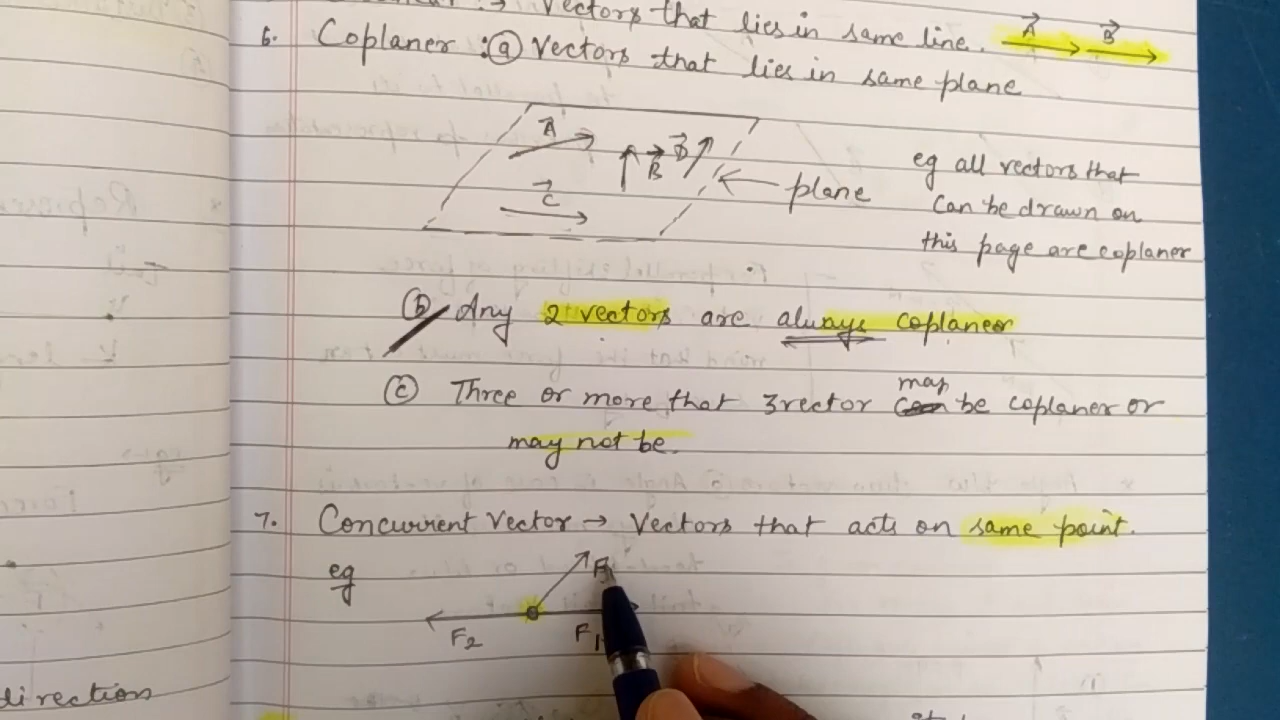 :→ Vectors that lies in same line. A B
6. Coplaner :ⓐ Vectors that lies in same plane
A B D
C
plane
eg all vectors that
can be drawn on
this page are coplaner
ⓑ Any 2 vectors are always coplaner
ⓒ Three or more that 3 vector may be coplaner or
may not be.
7. Concurrent Vector → Vectors that acts on same point.
eg
F2 F1
direction